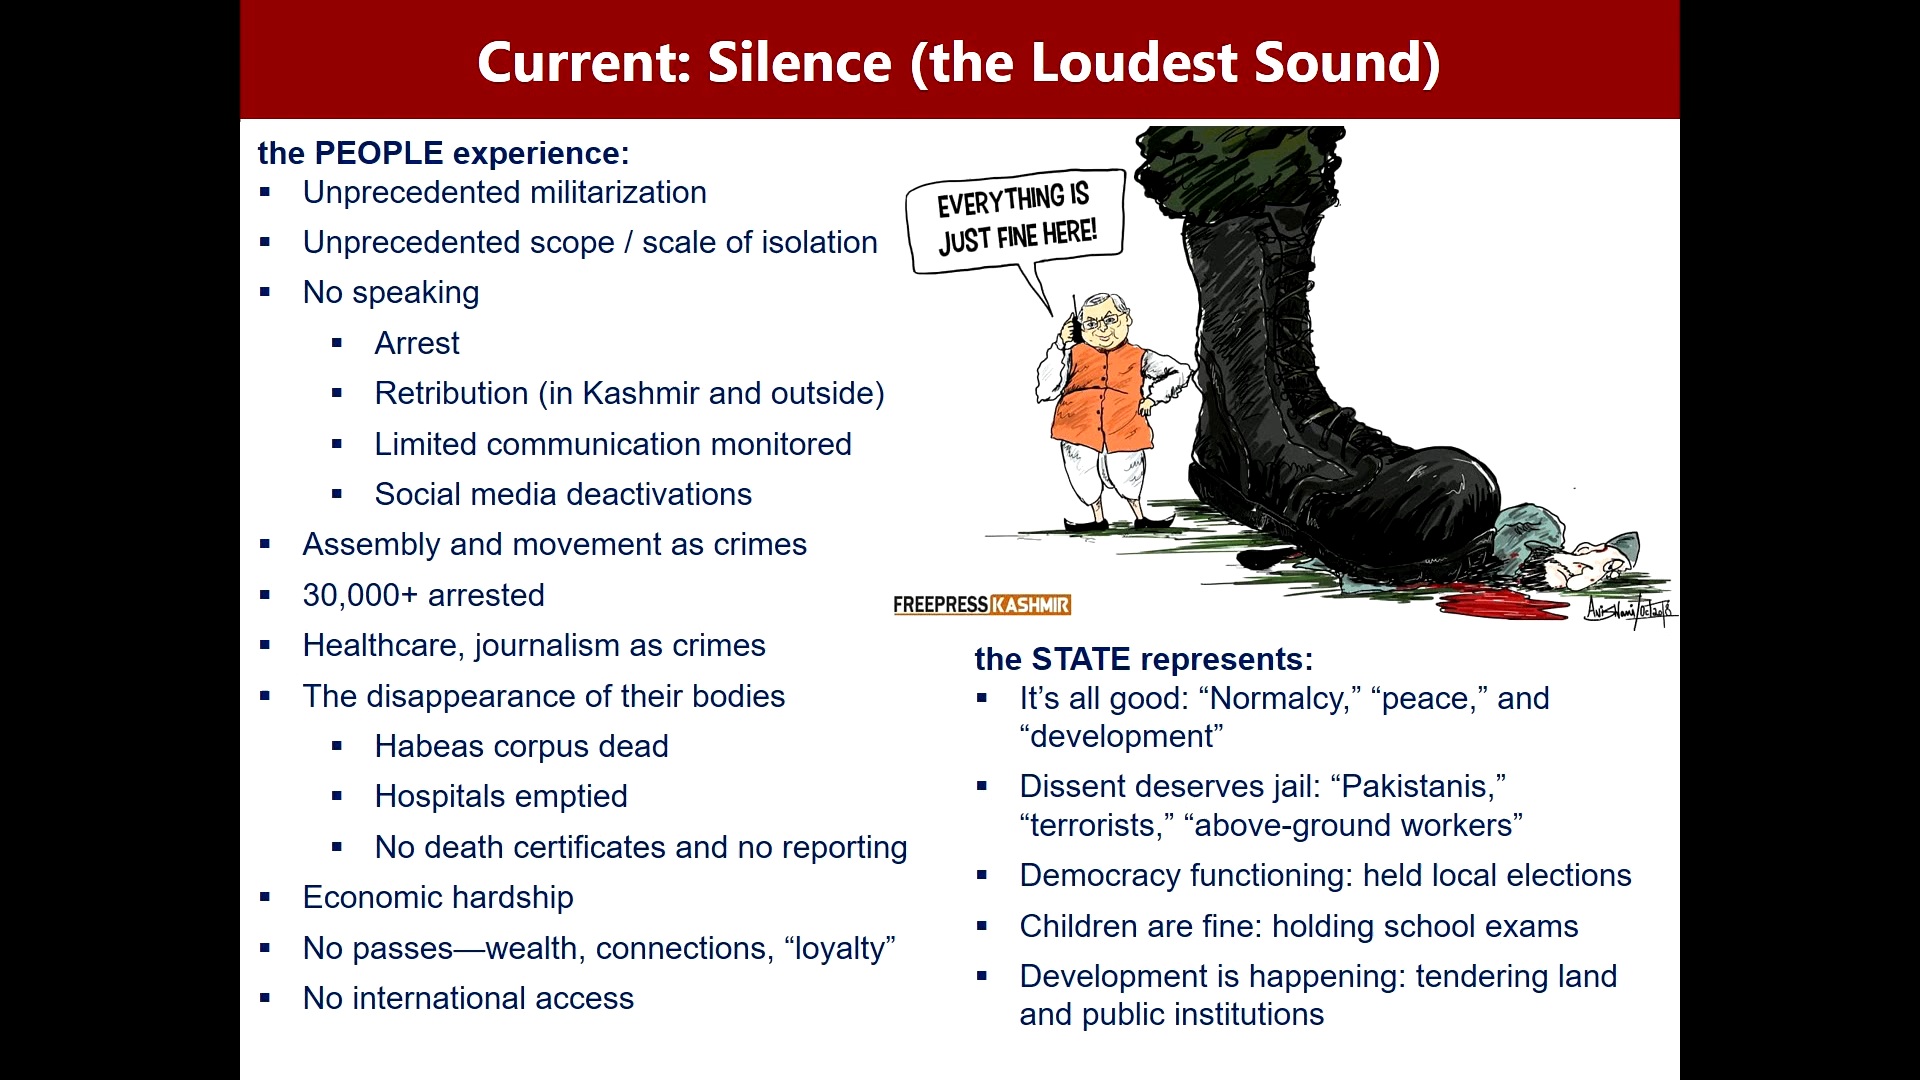 Current: Silence (the Loudest Sound)
the PEOPLE experience:
▪ Unprecedented militarization
▪ Unprecedented scope / scale of isolation
▪ No speaking
▪ Arrest
▪ Retribution (in Kashmir and outside)
▪ Limited communication monitored
▪ Social media deactivations
▪ Assembly and movement as crimes
▪ 30,000+ arrested
▪ Healthcare, journalism as crimes
▪ The disappearance of their bodies
▪ Habeas corpus dead
▪ Hospitals emptied
▪ No death certificates and no reporting
▪ Economic hardship
▪ No passes—wealth, connections, “loyalty”
▪ No international access
EVERYTHING IS
JUST FINE HERE!
FREEPRESSKASHMIR
the STATE represents:
▪ It’s all good: “Normalcy,” “peace,” and
“development”
▪ Dissent deserves jail: “Pakistanis,”
“terrorists,” “above-ground workers”
▪ Democracy functioning: held local elections
▪ Children are fine: holding school exams
▪ Development is happening: tendering land
and public institutions